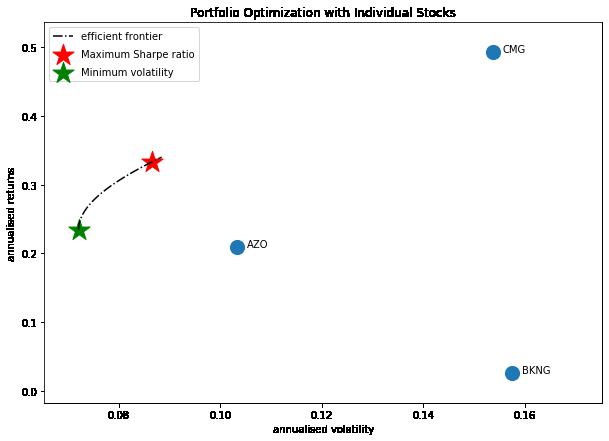 Portfolio Optimization with Individual Stocks
efficient frontier
Maximum Sharpe ratio
Minimum volatility
CMG
AZO
BKNG
0.5
0.4
0.3
0.2
0.1
0.0
annualised returns
0.08 0.10 0.12 0.14 0.16
annualised volatility